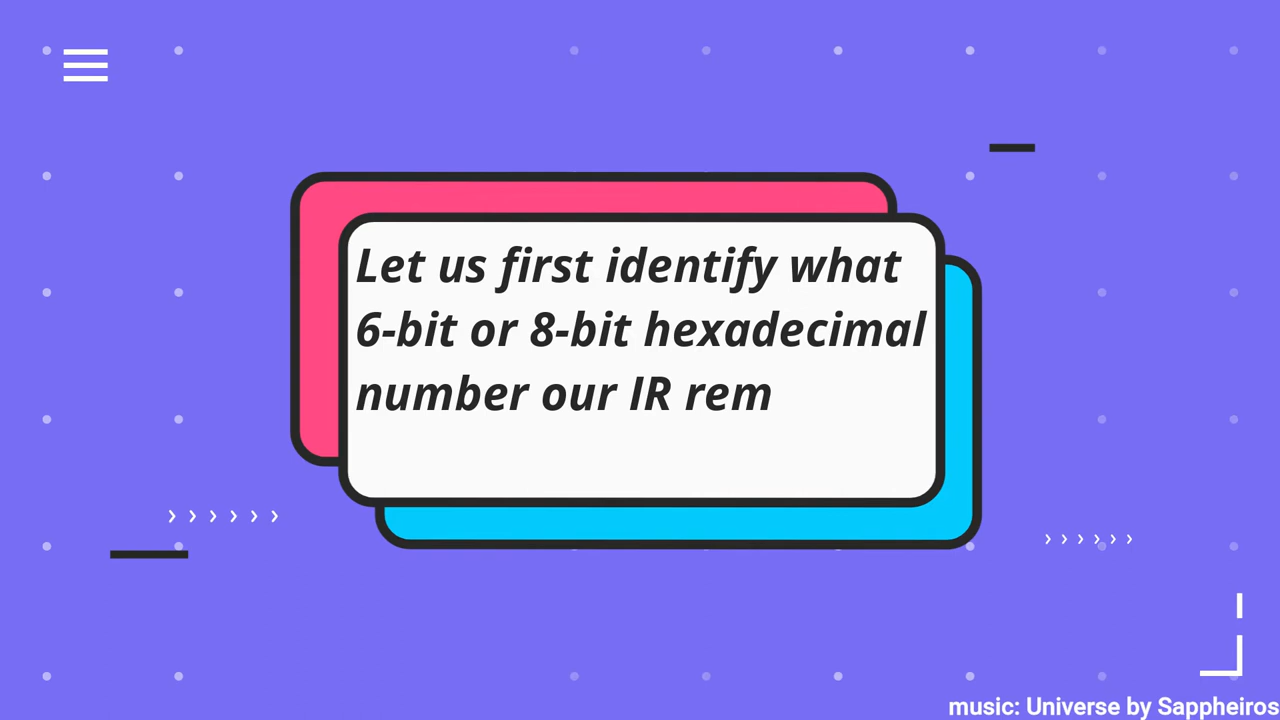 Let us first identify what
6-bit or 8-bit hexadecimal
number our IR rem
music: Universe by Sappheiros